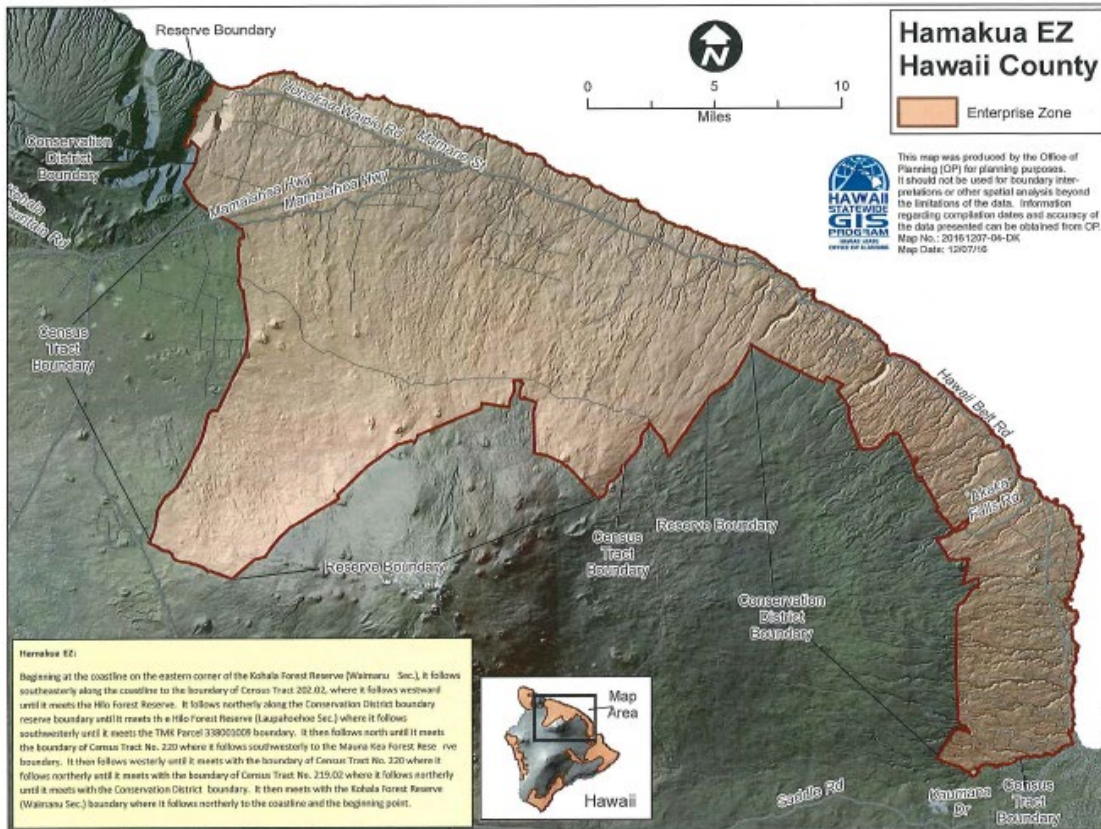 Reserve Boundary
Hamakua EZ
Hawaii County
Enterprise Zone
0 5 10
Miles
This map was produced by the Office of
Planning (OP) for planning purposes.
It should not be used for boundary inter-
pretations or other spatial analysis beyond
the limitations of the data. Information
regarding compilation dates and accuracy of
the data presented can be obtained from OP.
Map No.: 20161207-04-DK
Map Date: 12/07/16
HAWAII
STATEWIDE
GIS
PROGRAM
N
Honokaa-Waipio Rd
Mamane St
Conservation
District
Boundary
Mamalahoa Hwy
Mamalahoa Hwy
Kohala
Mountain Rd
Census
Tract
Boundary
Hawaii Belt Rd
Akaka
Falls Rd
Reserve Boundary
Census
Tract
Boundary
Reserve Boundary
Conservation
District
Boundary
Hamakua EZ:
Beginning at the coastline on the eastern corner of the Kohala Forest Reserve (Waimanu Sec.), it follows
southeasterly along the coastline to the boundary of Census Tract 202.02, where it follows westward
until it meets the Hilo Forest Reserve. It follows northerly along the Conservation District boundary
reserve boundary until it meets th e Hilo Forest Reserve (Laupahoehoe Sec.) where it follows
southwesterly until it meets the TMK Parcel 338001009 boundary. It then follows north until it meets
the boundary of Census Tract No. 220 where it follows southwesterly to the Mauna Kea Forest Rese rve
boundary. It then follows westerly until it meets with the boundary of Census Tract No. 220 where it
follows northerly until it meets with the boundary of Census Tract No. 219.02 where it follows northerly
until it meets with the Conservation District boundary. It then meets with the Kohala Forest Reserve
(Waimanu Sec.) boundary where it follows northerly to the coastline and the beginning point.
Map
Area
Hawaii
Saddle Rd
Kaumana
Dr
Census
Tract
Boundary